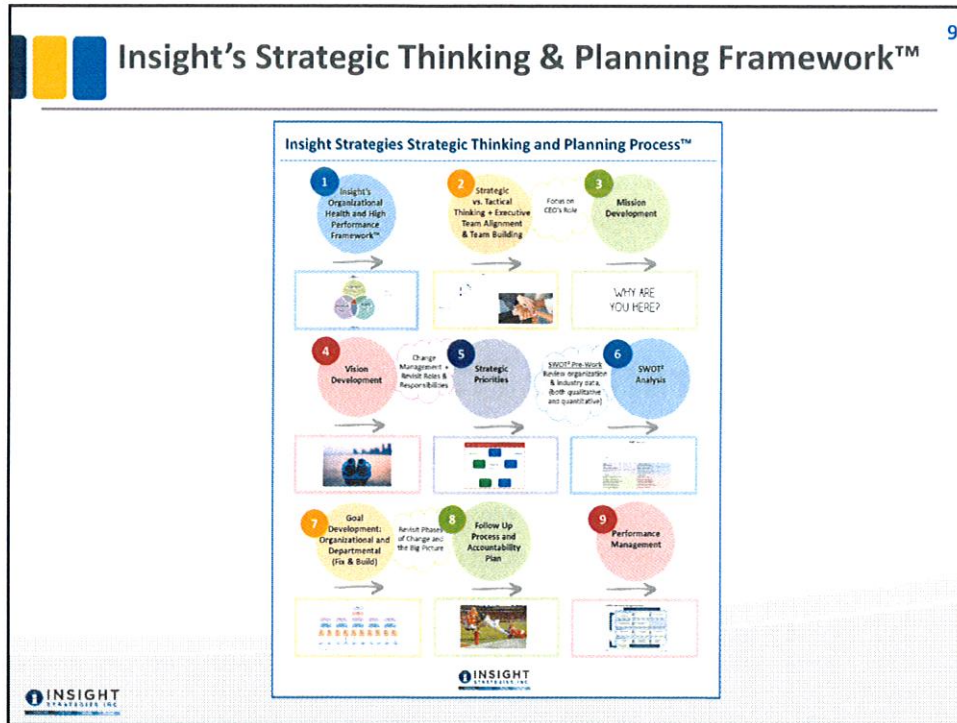 9
Insight's Strategic Thinking & Planning Framework™
Insight Strategies Strategic Thinking and Planning Process™
1
Insight's
Organizational
Health and High
Performance
Framework™
2
Strategic
vs. Tactical
Thinking + Executive
Team Alignment
& Team Building
Focus on
CEO's Role
3
Mission
Development
WHY ARE
YOU HERE?
4
Vision
Development
Change
Management +
Revisit Roles &
Responsibilities
5
Strategic
Priorities
SWOT² Pre-Work
Review organization
& industry data,
(both qualitative
and quantitative)
6
SWOT²
Analysis
7
Goal
Development:
Organizational and
Departmental
(Fix & Build)
Revisit Phases
of Change and
the Big Picture
8
Follow Up
Process and
Accountability
Plan
9
Performance
Management
INSIGHT
STRATEGIES INC
INSIGHT
STRATEGIES INC